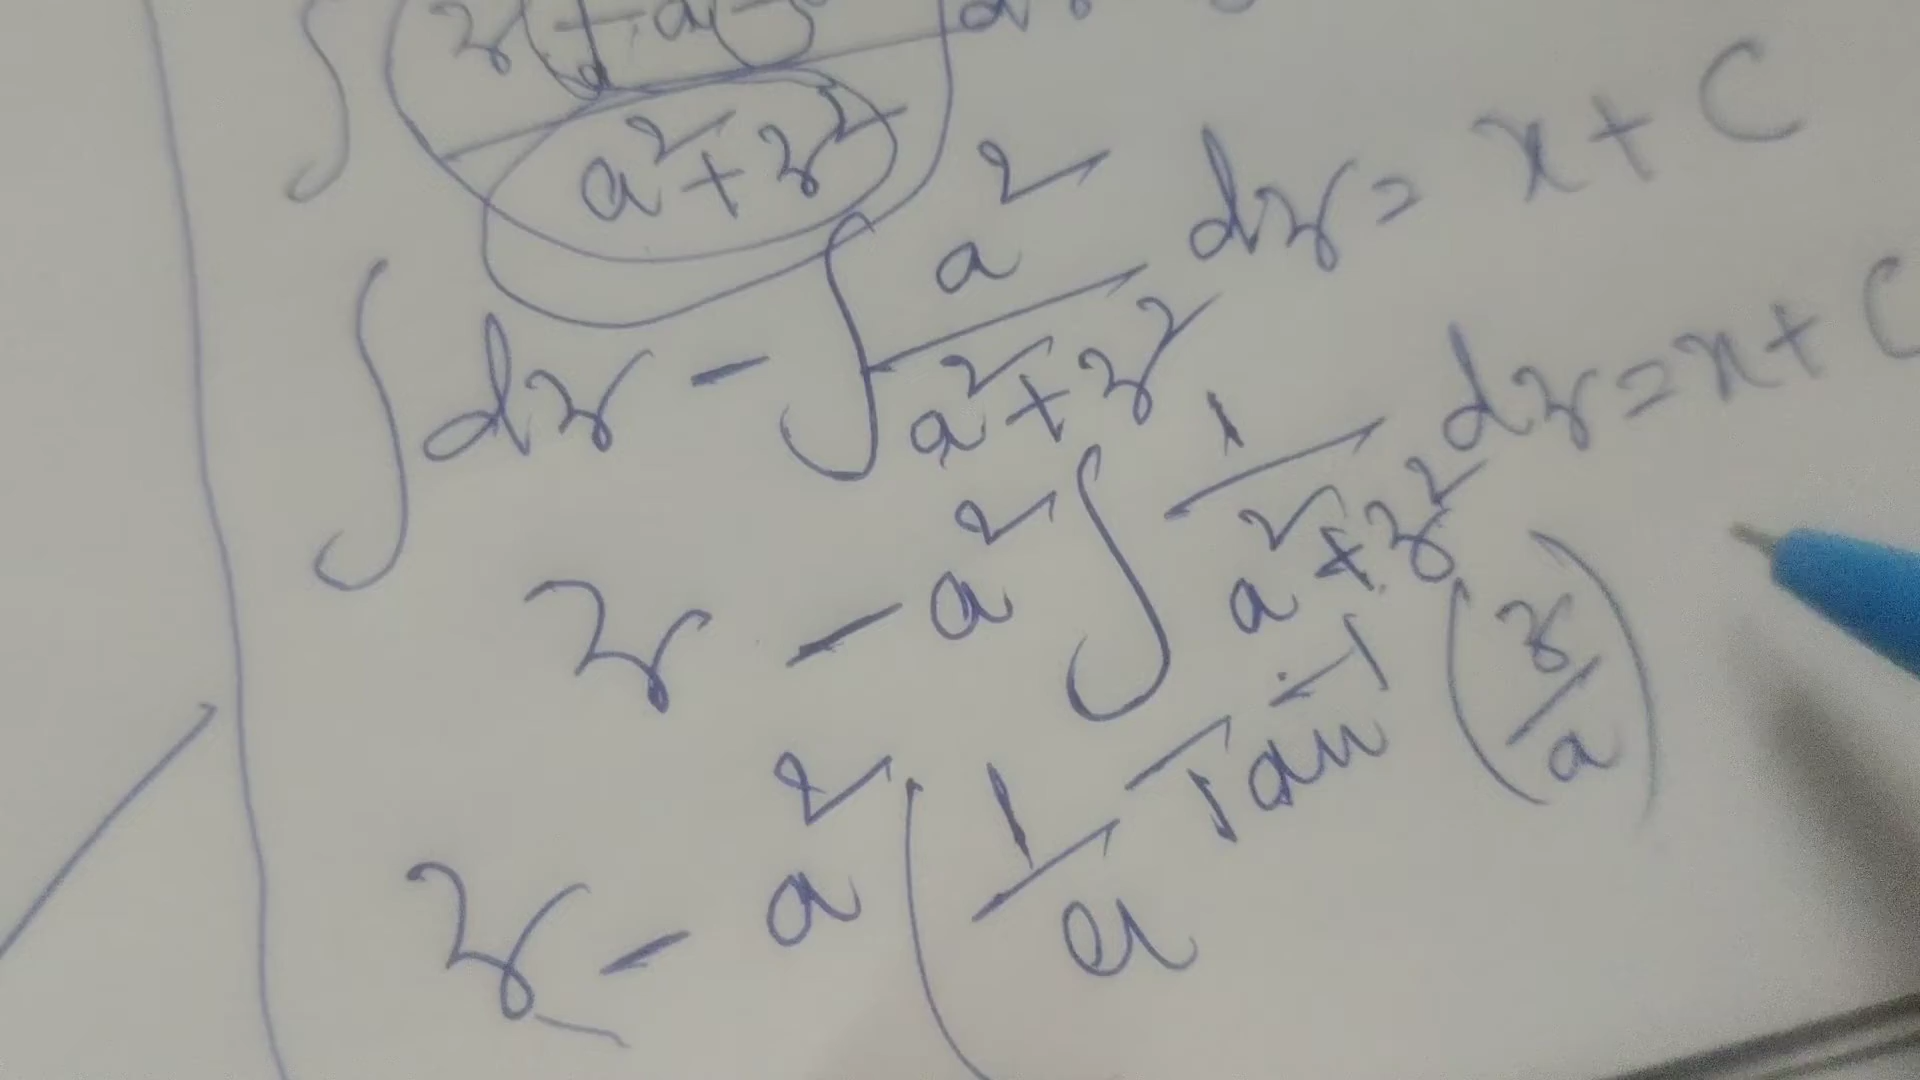 a² + z²
∫ dz - ∫ a² / (a² + z²) dz = x + C
z - a² ∫ 1 / (a² + z²) dz = x + C
z - a² ( 1/a Tan⁻¹ (z/a)